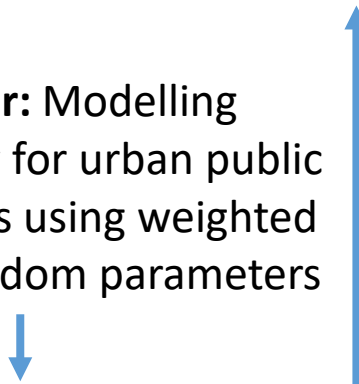 r: Modelling
for urban public
s using weighted
dom parameters